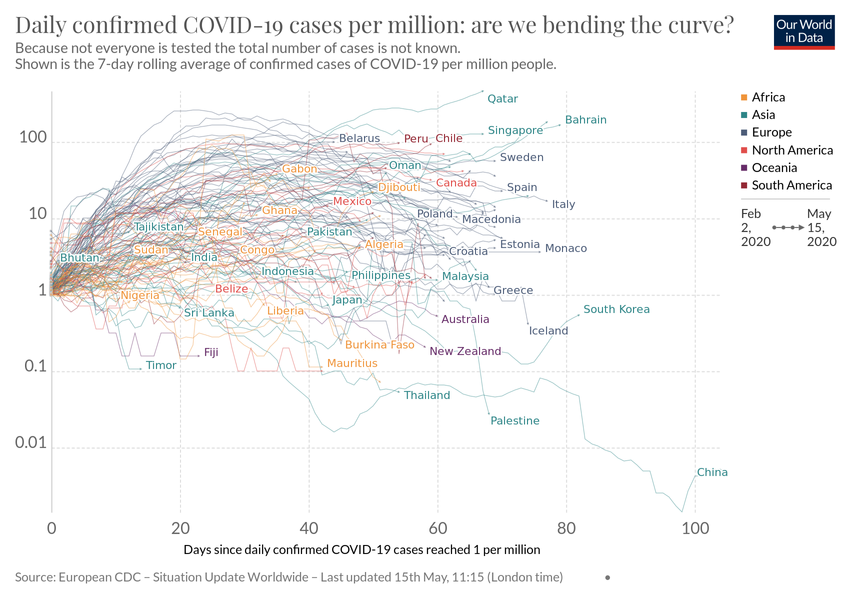 Daily confirmed COVID-19 cases per million: are we bending the curve?
Because not everyone is tested the total number of cases is not known.
Shown is the 7-day rolling average of confirmed cases of COVID-19 per million people.
Our World
in Data
Qatar
Bahrain
Singapore
100
Belarus
Peru
Chile
Sweden
Oman
Gabon
Canada
Djibouti
Spain
Mexico
Italy
Ghana
Poland
10
Macedonia
Tajikistan
Senegal
Pakistan
Algeria
Estonia
Monaco
Sudan
Congo
Croatia
Bhutan
India
Indonesia
Philippines
Malaysia
1
Nigeria
Belize
Greece
Japan
Sri Lanka
Liberia
Australia
South Korea
Iceland
Burkina Faso
Fiji
New Zealand
Timor
Mauritius
0.1
Thailand
Palestine
0.01
China
0
20
40
60
80
100
Days since daily confirmed COVID-19 cases reached 1 per million
Africa
Asia
Europe
North America
Oceania
South America
Feb
2,
2020
May
15,
2020
Source: European CDC – Situation Update Worldwide – Last updated 15th May, 11:15 (London time)